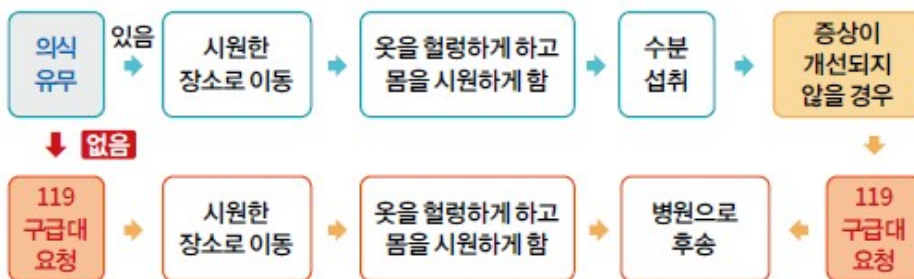 의식
유무
있음
시원한
장소로 이동
옷을 헐렁하게 하고
몸을 시원하게 함
수분
섭취
증상이
개선되지
않을 경우
없음
119
구급대
요청
시원한
장소로 이동
옷을 헐렁하게 하고
몸을 시원하게 함
병원으로
후송
119
구급대
요청